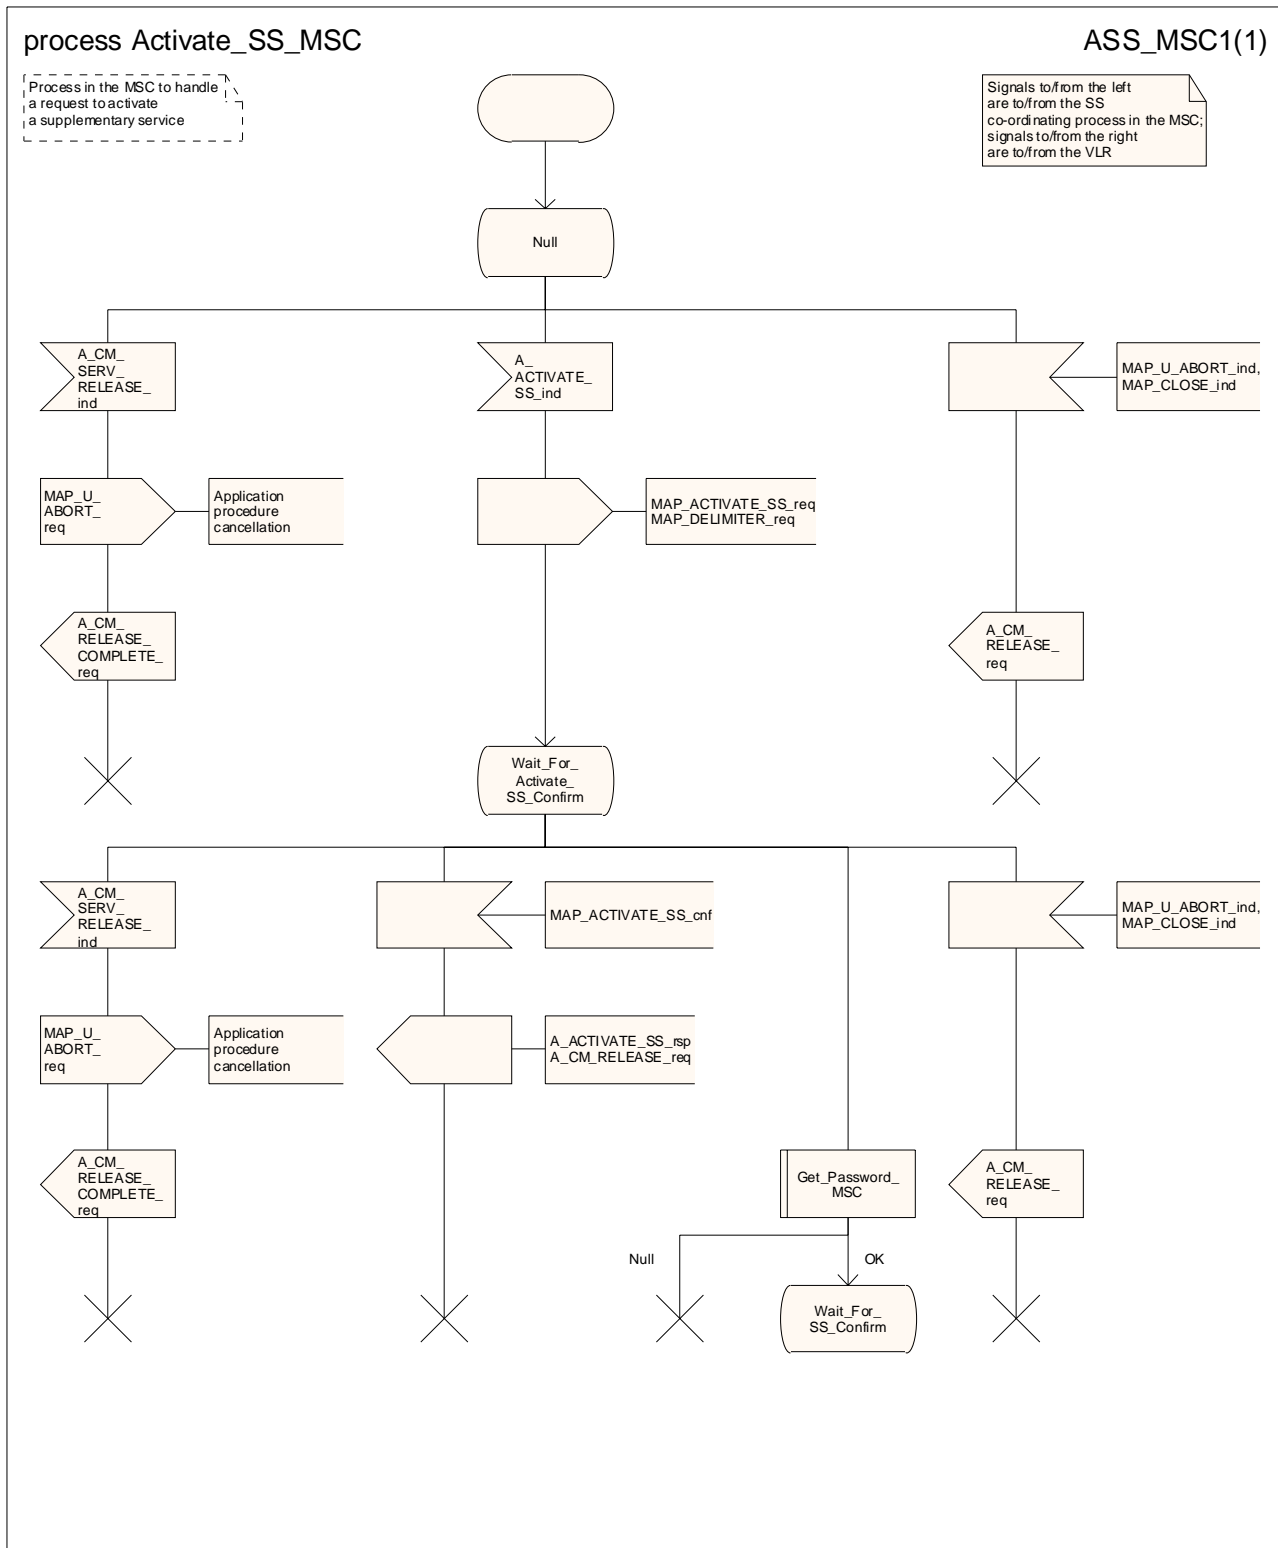 process Activate_SS_MSC
ASS_MSC1(1)
Process in the MSC to handle
a request to activate
a supplementary service
Signals to/from the left
are to/from the SS
co-ordinating process in the MSC;
signals to/from the right
are to/from the VLR
Null
A_CM_
SERV_
RELEASE_
ind
A_
ACTIVATE_
SS_ind
MAP_U_ABORT_ind,
MAP_CLOSE_ind
MAP_U_
ABORT_
req
Application
procedure
cancellation
MAP_ACTIVATE_SS_req
MAP_DELIMITER_req
A_CM_
RELEASE_
COMPLETE_
req
A_CM_
RELEASE_
req
Wait_For_
Activate_
SS_Confirm
A_CM_
SERV_
RELEASE_
ind
MAP_ACTIVATE_SS_cnf
MAP_U_ABORT_ind,
MAP_CLOSE_ind
MAP_U_
ABORT_
req
Application
procedure
cancellation
A_ACTIVATE_SS_rsp
A_CM_RELEASE_req
A_CM_
RELEASE_
COMPLETE_
req
Get_Password_
MSC
A_CM_
RELEASE_
req
Null
OK
Wait_For_
SS_Confirm